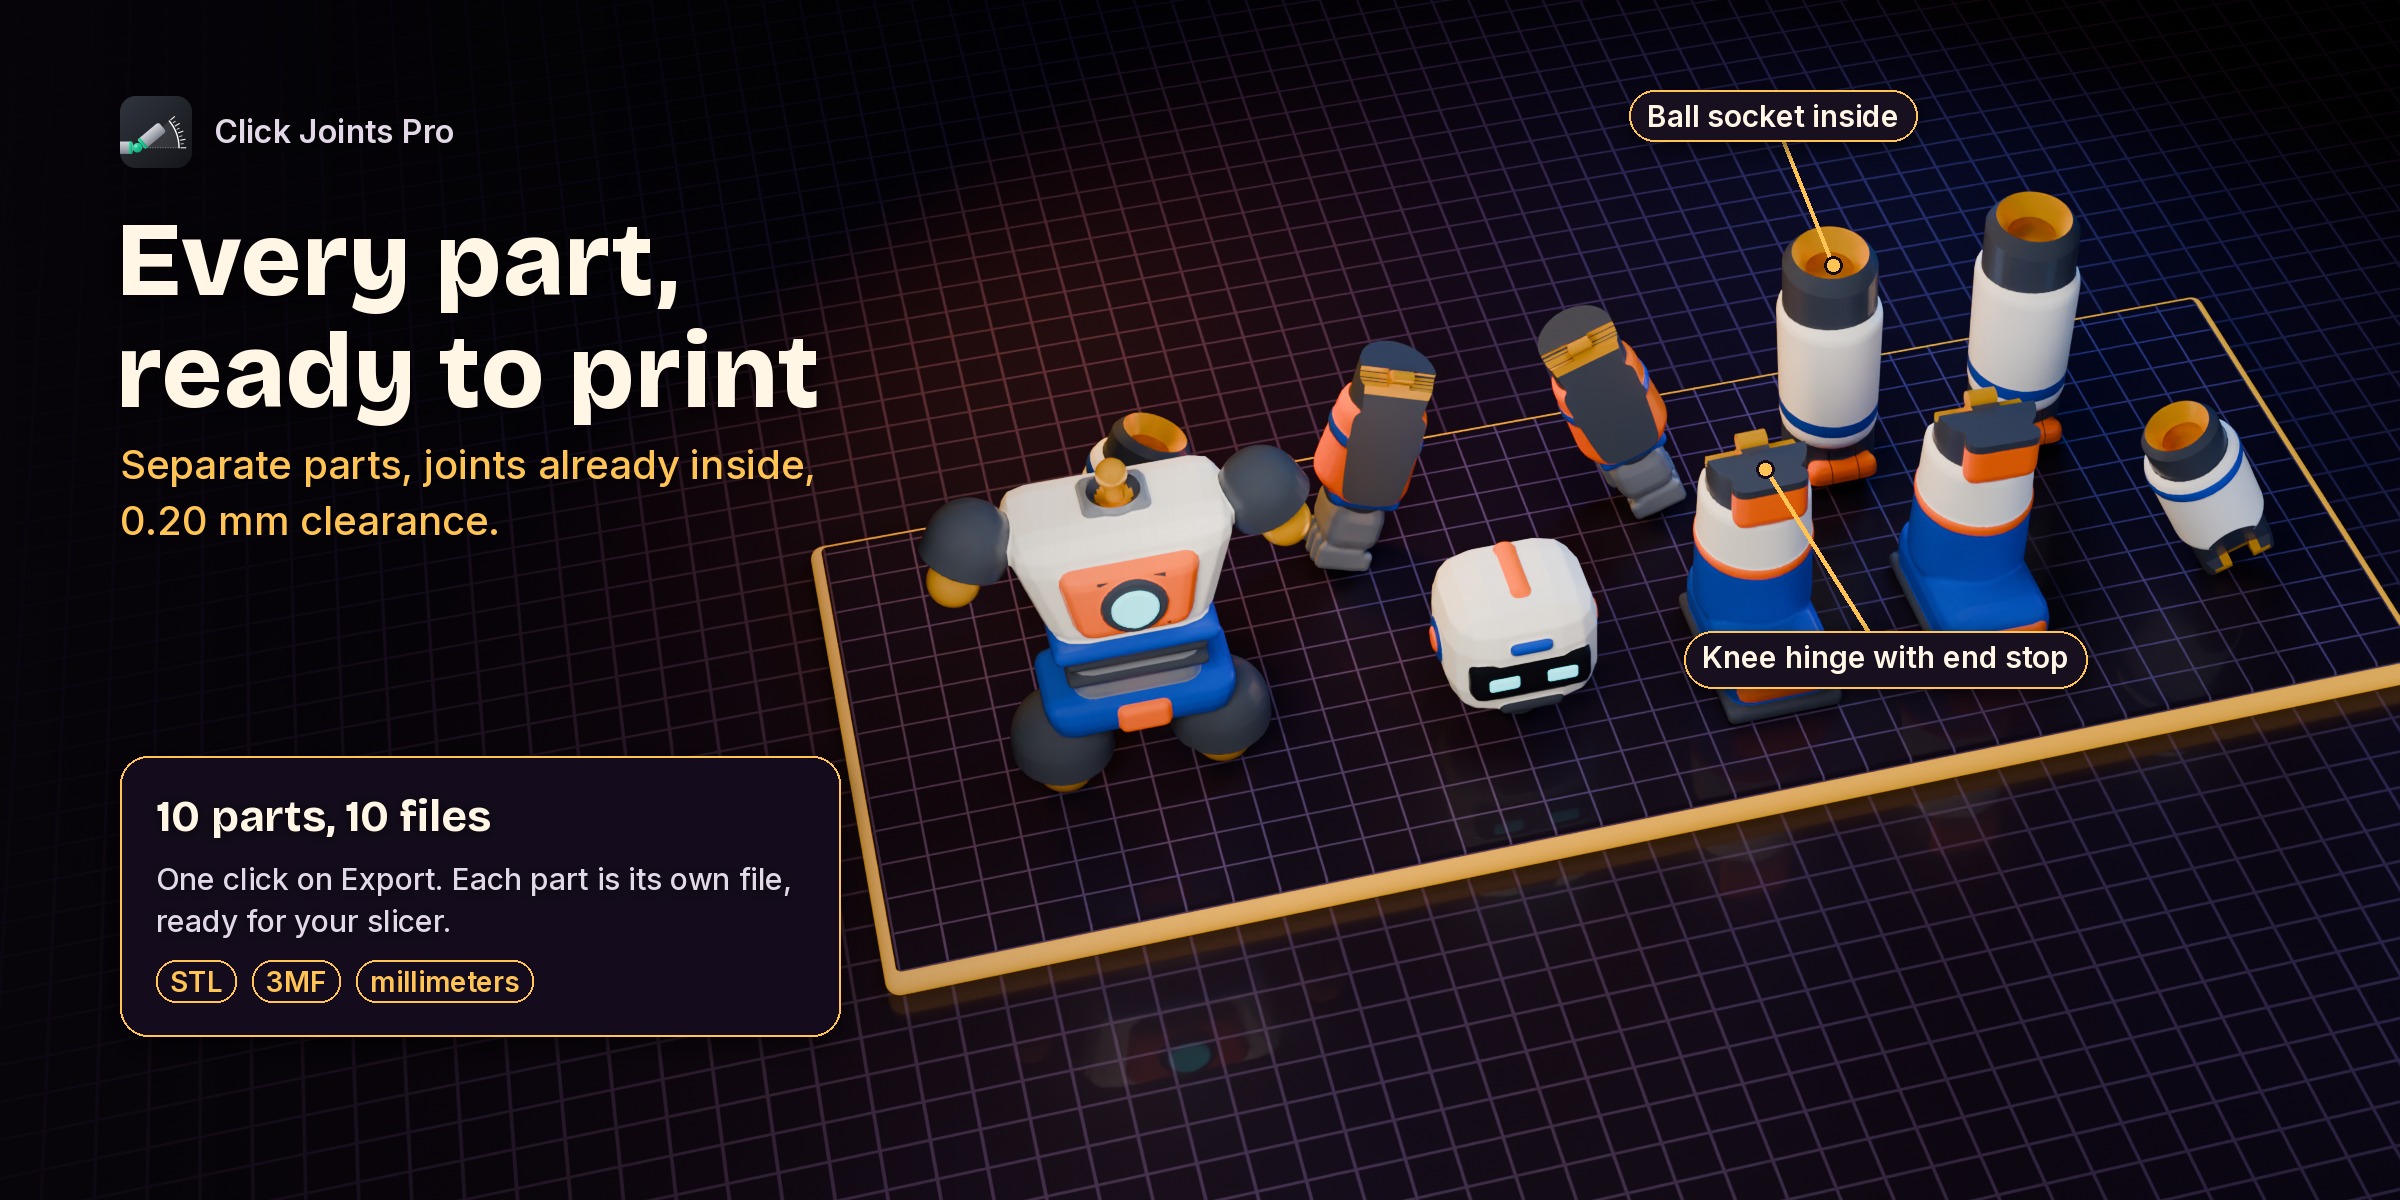 Click Joints Pro
Every part,
ready to print
Separate parts, joints already inside,
0.20 mm clearance.
Ball socket inside
Knee hinge with end stop
10 parts, 10 files
One click on Export. Each part is its own file,
ready for your slicer.
STL 3MF millimeters